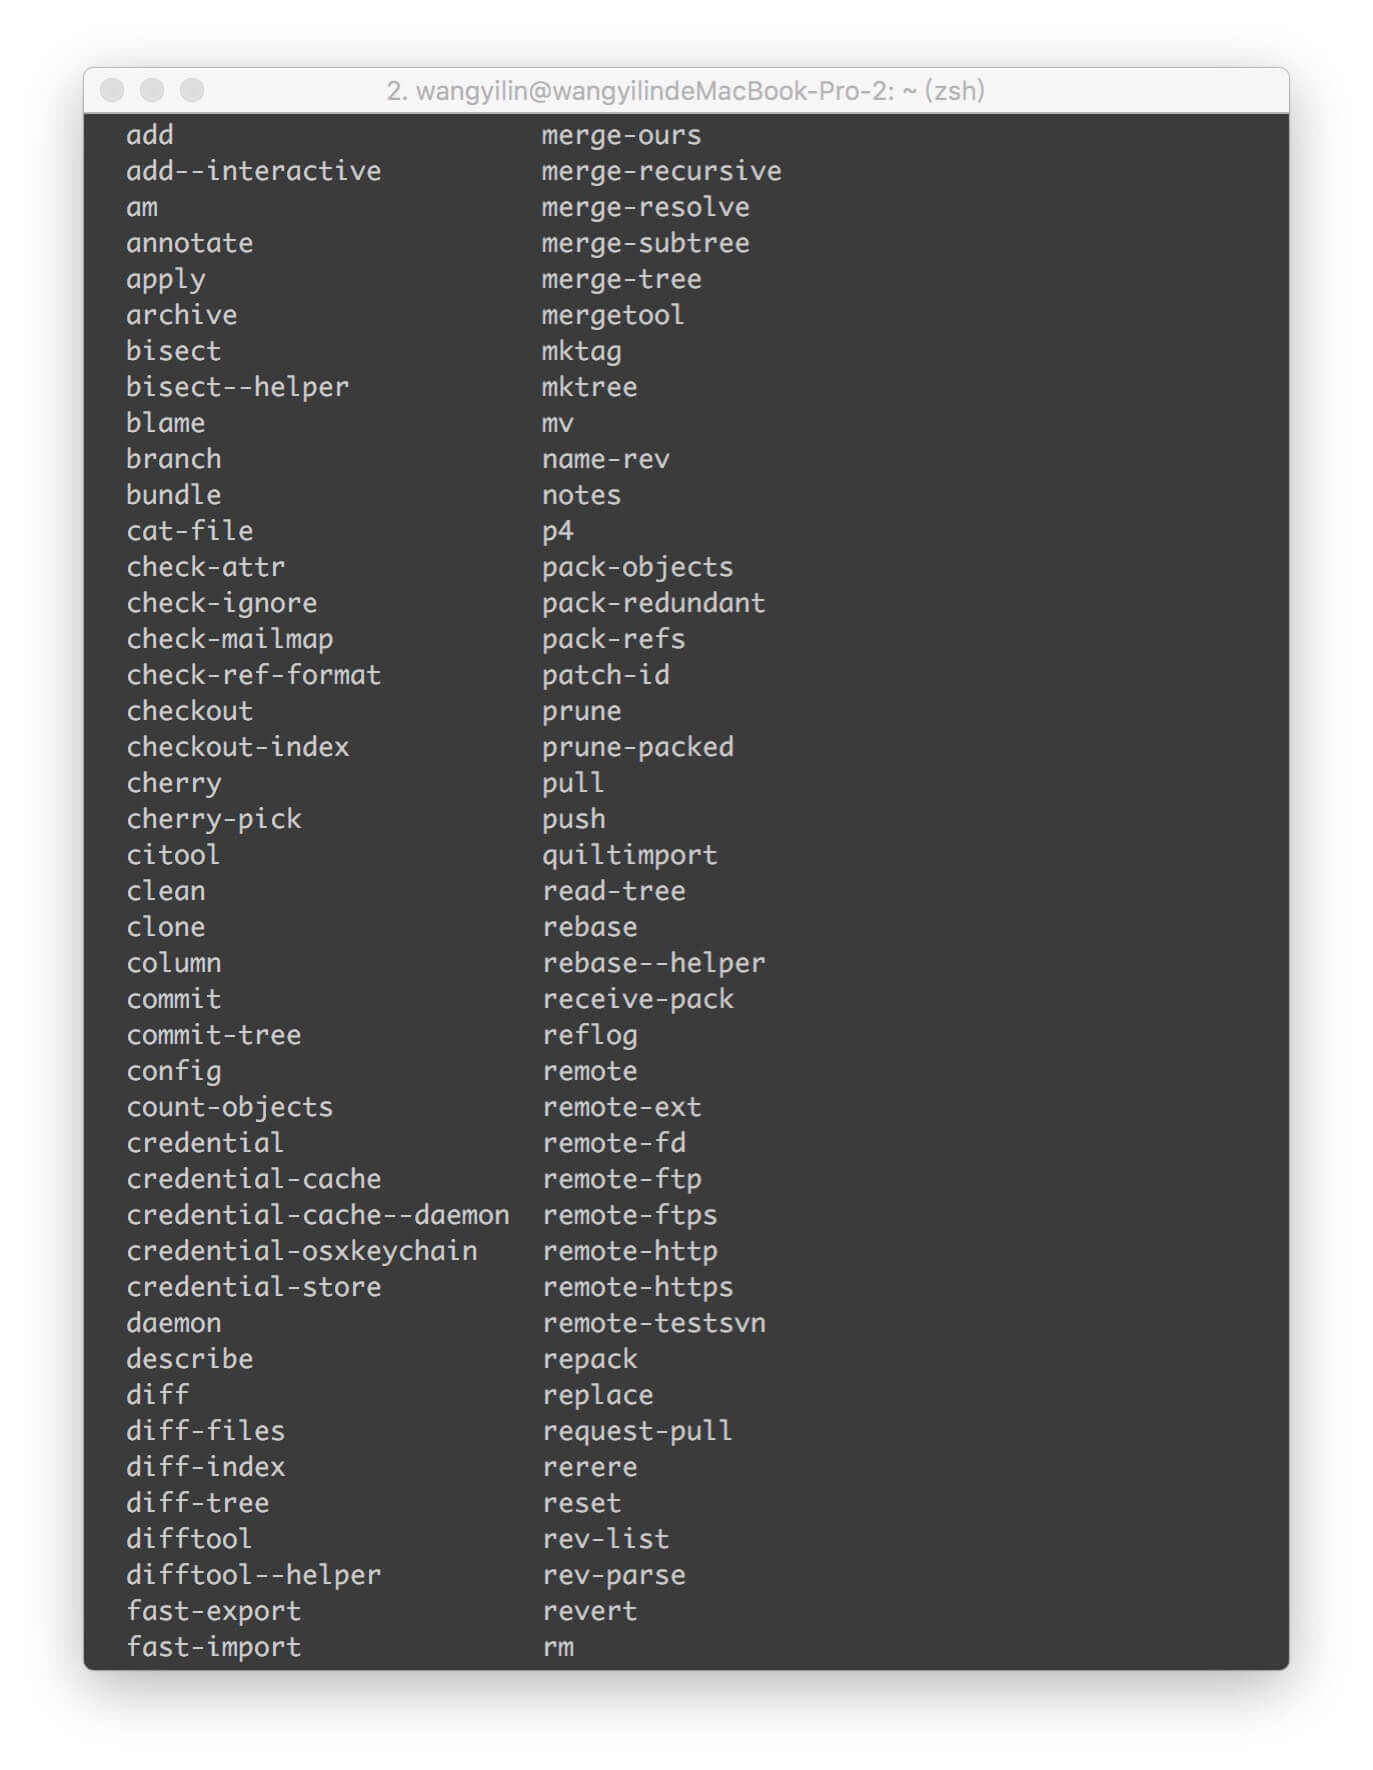 2. wangyilin@wangyilindeMacBook-Pro-2: ~ (zsh)
add merge-ours
add--interactive merge-recursive
am merge-resolve
annotate merge-subtree
apply merge-tree
archive mergetool
bisect mktag
bisect--helper mktree
blame mv
branch name-rev
bundle notes
cat-file p4
check-attr pack-objects
check-ignore pack-redundant
check-mailmap pack-refs
check-ref-format patch-id
checkout prune
checkout-index prune-packed
cherry pull
cherry-pick push
citool quiltimport
clean read-tree
clone rebase
column rebase--helper
commit receive-pack
commit-tree reflog
config remote
count-objects remote-ext
credential remote-fd
credential-cache remote-ftp
credential-cache--daemon remote-ftps
credential-osxkeychain remote-http
credential-store remote-https
daemon remote-testsvn
describe repack
diff replace
diff-files request-pull
diff-index rerere
diff-tree reset
difftool rev-list
difftool--helper rev-parse
fast-export revert
fast-import rm